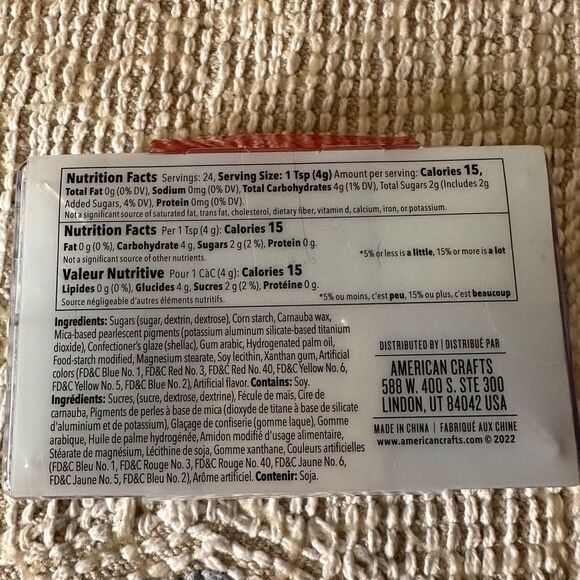 Nutrition Facts Servings: 24, Serving Size: 1 Tsp (4g) Amount per serving: Calories 15,
Total Fat 0g (0% DV), Sodium 0mg (0% DV), Total Carbohydrates 4g (1% DV), Total Sugars 2g (Includes 2g
Added Sugars, 4% DV), Protein 0mg (0% DV).
Not a significant source of saturated fat, trans fat, cholesterol, dietary fiber, vitamin d, calcium, iron, or potassium.
Nutrition Facts Per 1 Tsp (4 g): Calories 15
Fat 0 g (0 %), Carbohydrate 4 g, Sugars 2 g (2 %), Protein 0 g.
Not a significant source of other nutrients.
*5% or less is a little, 15% or more is a lot
Valeur Nutritive Pour 1 CàC (4 g): Calories 15
Lipides 0 g (0 %), Glucides 4 g, Sucres 2 g (2 %), Protéine 0 g.
Source négligeable d'autres éléments nutritifs.
*5% ou moins, c'est peu, 15% ou plus, c'est beaucoup
Ingredients: Sugars (sugar, dextrin, dextrose), Corn starch, Carnauba wax,
Mica-based pearlescent pigments (potassium aluminum silicate-based titanium
dioxide), Confectioner's glaze (shellac), Gum arabic, Hydrogenated palm oil,
Food-starch modified, Magnesium stearate, Soy lecithin, Xanthan gum, Artificial
colors (FD&C Blue No. 1, FD&C Red No. 3, FD&C Red No. 40, FD&C Yellow No. 6,
FD&C Yellow No. 5, FD&C Blue No. 2), Artificial flavor. Contains: Soy.
Ingrédients: Sucres, (sucre, dextrose, dextrine), Fécule de maïs, Cire de
carnauba, Pigments de perles à base de mica (dioxyde de titane à base de silicate
d'aluminium et de potassium), Glaçage de confiserie (gomme laque), Gomme
arabique, Huile de palme hydrogénée, Amidon modifié d'usage alimentaire,
Stéarate de magnésium, Lécithine de soja, Gomme xanthane, Couleurs artificielles
(FD&C Bleu No. 1, FD&C Rouge No. 3, FD&C Rouge No. 40, FD&C Jaune No. 6,
FD&C Jaune No. 5, FD&C Bleu No. 2), Arôme artificiel. Contenir: Soja.
DISTRIBUTED BY | DISTRIBUÉ PAR
AMERICAN CRAFTS
588 W. 400 S. STE 300
LINDON, UT 84042 USA
MADE IN CHINA | FABRIQUÉ AUX CHINE
www.americancrafts.com © 2022